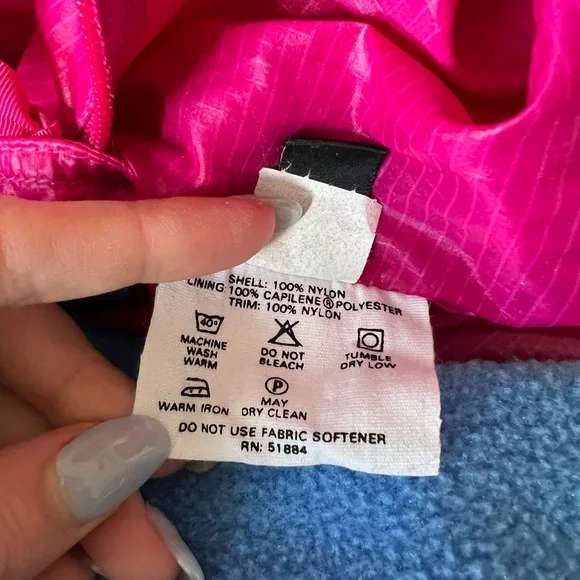 SHELL: 100% NYLON
LINING: 100% CAPILENE® POLYESTER
TRIM: 100% NYLON
40°
MACHINE WASH WARM
DO NOT BLEACH
TUMBLE DRY LOW
WARM IRON
P
MAY DRY CLEAN
DO NOT USE FABRIC SOFTENER
RN: 51884